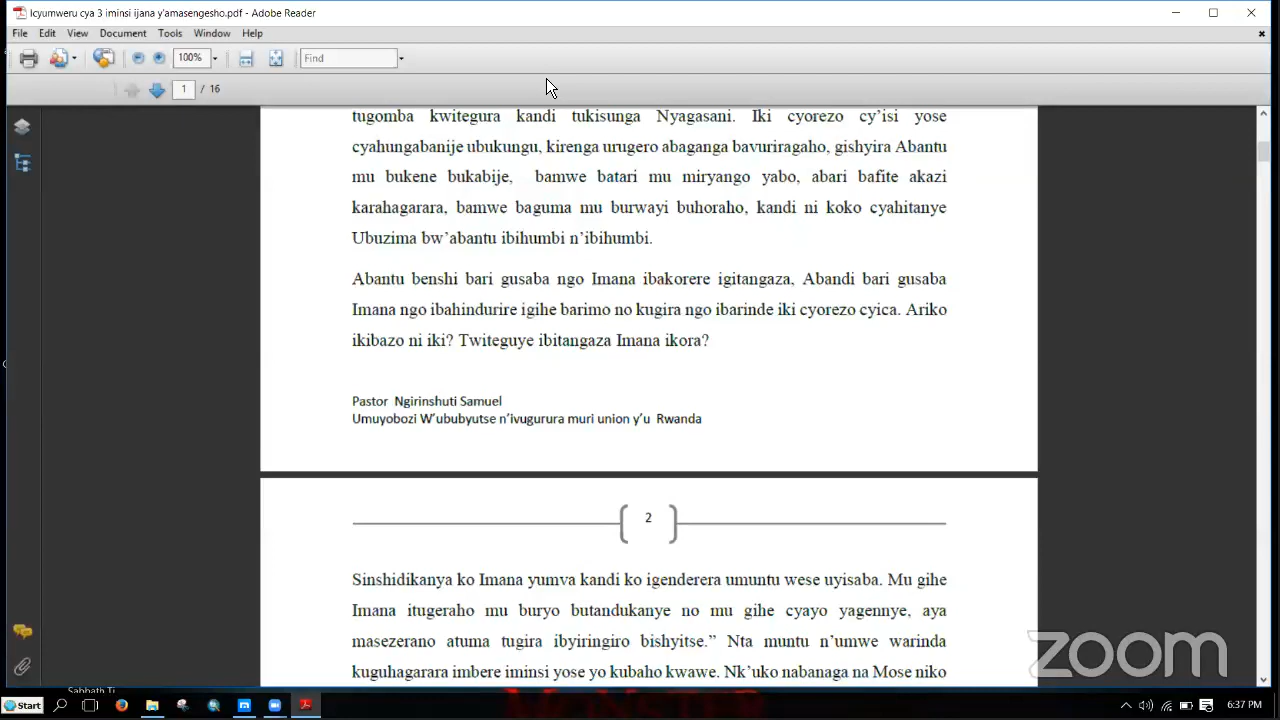 Icyumweru cya 3 iminsi ijana y'amasengesho.pdf - Adobe Reader
File Edit View Document Tools Window Help
100% Find
1 / 16
tugomba kwitegura kandi tukisunga Nyagasani. Iki cyorezo cy’isi yose
cyahungabanije ubukungu, kirenga urugero abaganga bavuriragaho, gishyira Abantu
mu bukene bukabije, bamwe batari mu miryango yabo, abari bafite akazi
karahagarara, bamwe baguma mu burwayi buhoraho, kandi ni koko cyahitanye
Ubuzima bw’abantu ibihumbi n’ibihumbi.
Abantu benshi bari gusaba ngo Imana ibakorere igitangaza, Abandi bari gusaba
Imana ngo ibahindurire igihe barimo no kugira ngo ibarinde iki cyorezo cyica. Ariko
ikibazo ni iki? Twiteguye ibitangaza Imana ikora?
Pastor Ngirinshuti Samuel
Umuyobozi W’ububyutse n’ivugurura muri union y’u Rwanda
2
Sinshidikanya ko Imana yumva kandi ko igenderera umuntu wese uyisaba. Mu gihe
Imana itugeraho mu buryo butandukanye no mu gihe cyayo yagennye, aya
masezerano atuma tugira ibyiringiro bishyitse.” Nta muntu n’umwe warinda
kuguhagarara imbere iminsi yose yo kubaho kwawe. Nk’uko nabanaga na Mose niko
zoom
Start
6:37 PM